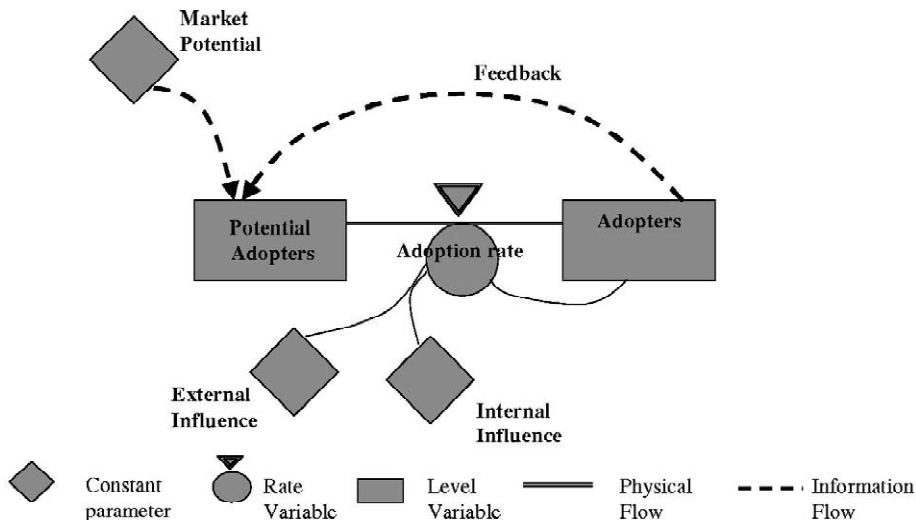 Market
Potential
Feedback
Potential
Adopters
Adoption rate
Adopters
External
Influence
Internal
Influence
Constant
parameter
Rate
Variable
Level
Variable
Physical
Flow
Information
Flow